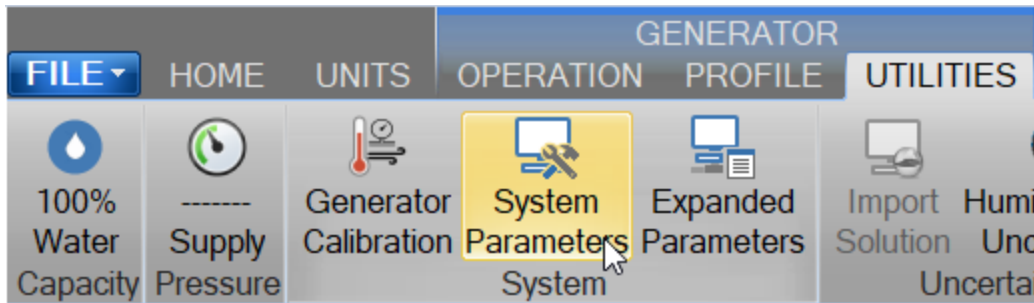 GENERATOR
FILE HOME UNITS OPERATION PROFILE UTILITIES
100% ------- Generator System Expanded Import
Water Supply Calibration Parameters Parameters Solution
Capacity Pressure System